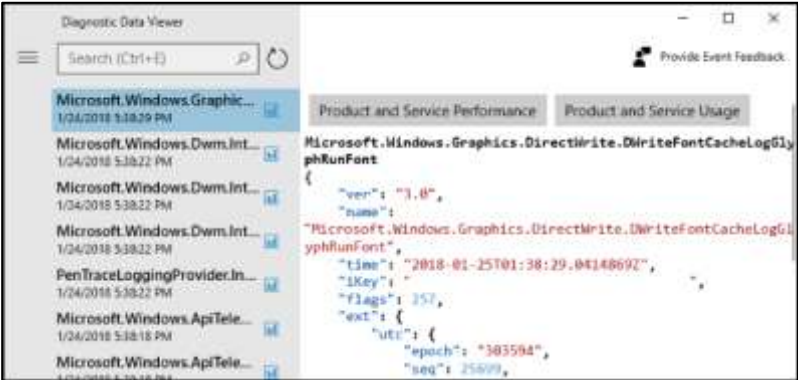 Diagnostic Data Viewer
Search (Ctrl+E)
Provide Event Feedback
Microsoft.Windows.Graphic...
1/24/2018 5:38:29 PM
Microsoft.Windows.Dwm.Int...
1/24/2018 5:38:22 PM
Microsoft.Windows.Dwm.Int...
1/24/2018 5:38:22 PM
Microsoft.Windows.Dwm.Int...
1/24/2018 5:38:22 PM
PenTraceLoggingProvider.In...
1/24/2018 5:38:22 PM
Microsoft.Windows.ApiTele...
1/24/2018 5:38:18 PM
Microsoft.Windows.ApiTele...
Product and Service Performance
Product and Service Usage
Microsoft.Windows.Graphics.DirectWrite.DWriteFontCacheLogGly
phRunFont
{
"ver": "3.0",
"name":
"Microsoft.Windows.Graphics.DirectWrite.DWriteFontCacheLogGl
yphRunFont",
"time": "2018-01-25T01:38:29.0414869Z",
"iKey": "          ",
"flags": 257,
"ext": {
"utc": {
"epoch": "303594",
"seq": 25699,